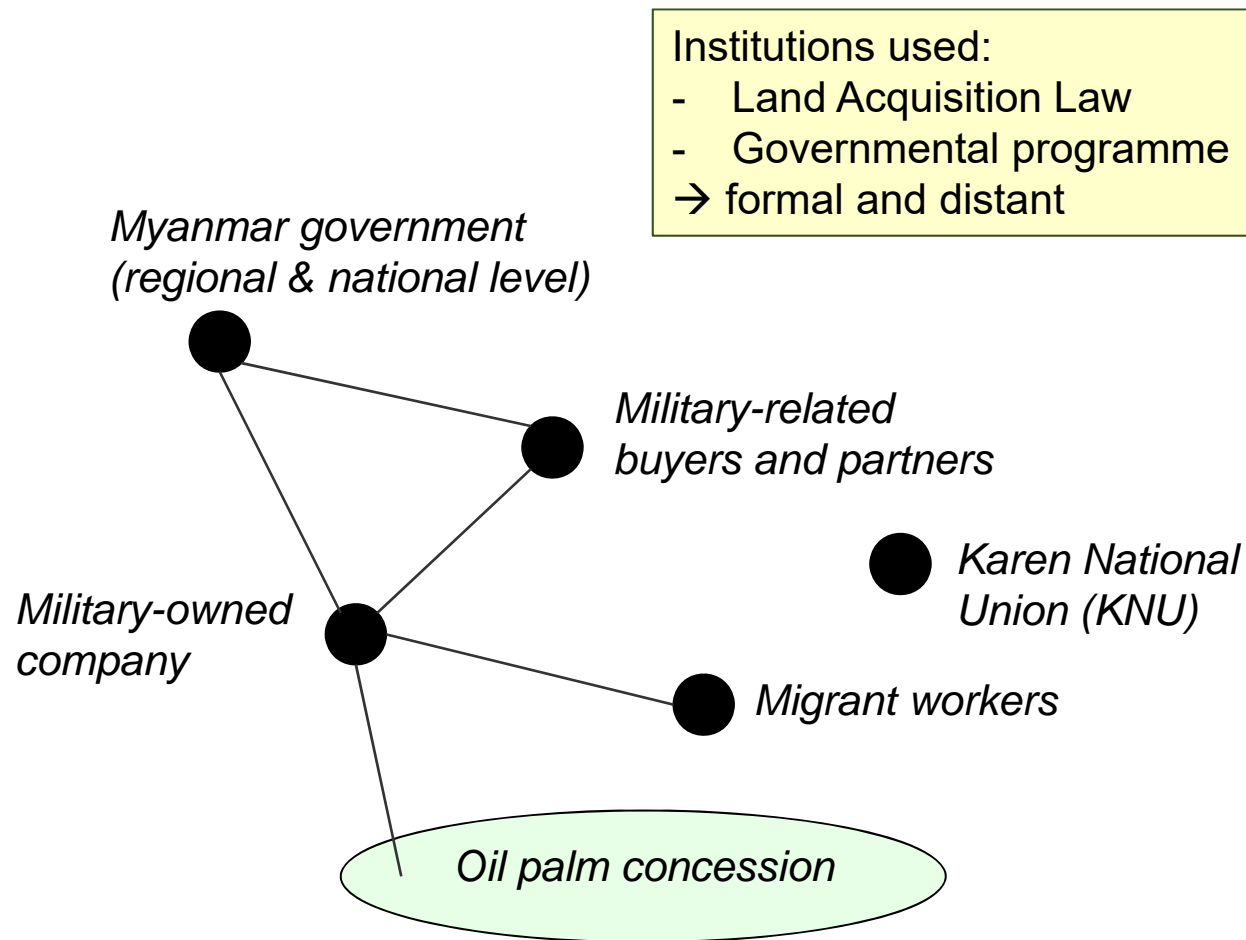 Institutions used:
- Land Acquisition Law
- Governmental programme
→ formal and distant
Myanmar government
(regional & national level)
Military-related
buyers and partners
Karen National
Union (KNU)
Military-owned
company
Migrant workers
Oil palm concession